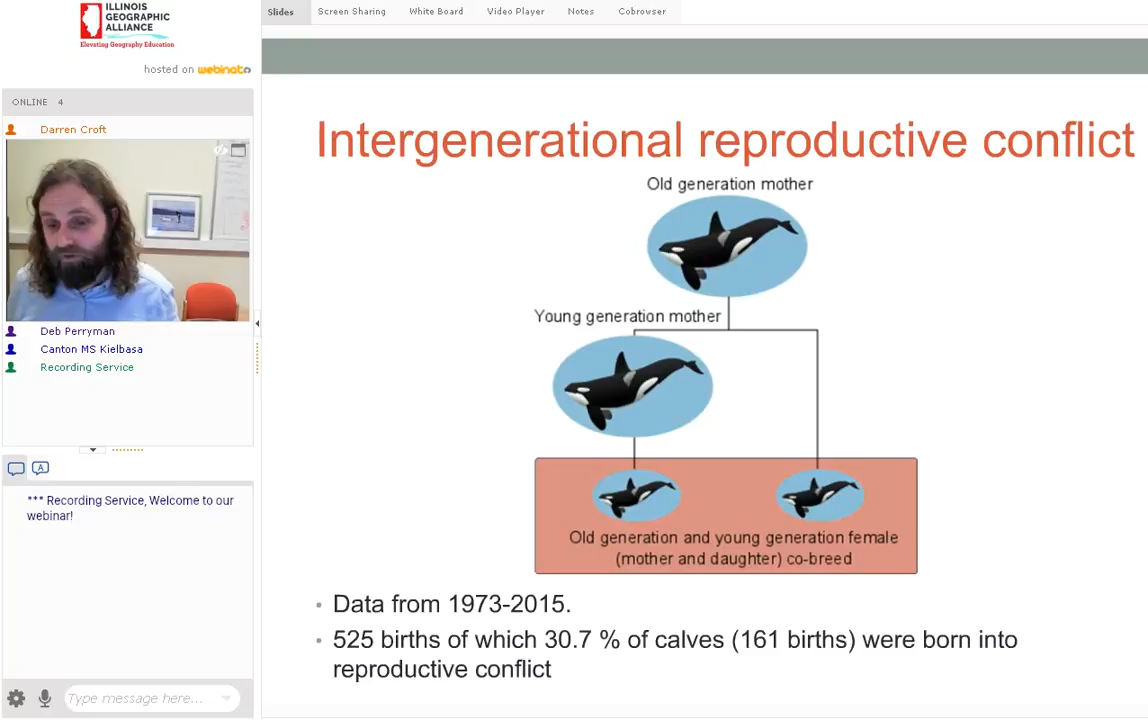 ILLINOIS
GEOGRAPHIC
ALLIANCE
Elevating Geography Education
hosted on webinato
Slides
Screen Sharing
White Board
Video Player
Notes
Cobrowser
ONLINE 4
Darren Croft
Deb Perryman
Canton MS Kielbasa
Recording Service
*** Recording Service, Welcome to our
webinar!
Type message here...
Intergenerational reproductive conflict
Old generation mother
Young generation mother
Old generation and young generation female
(mother and daughter) co-breed
• Data from 1973-2015.
• 525 births of which 30.7 % of calves (161 births) were born into
reproductive conflict